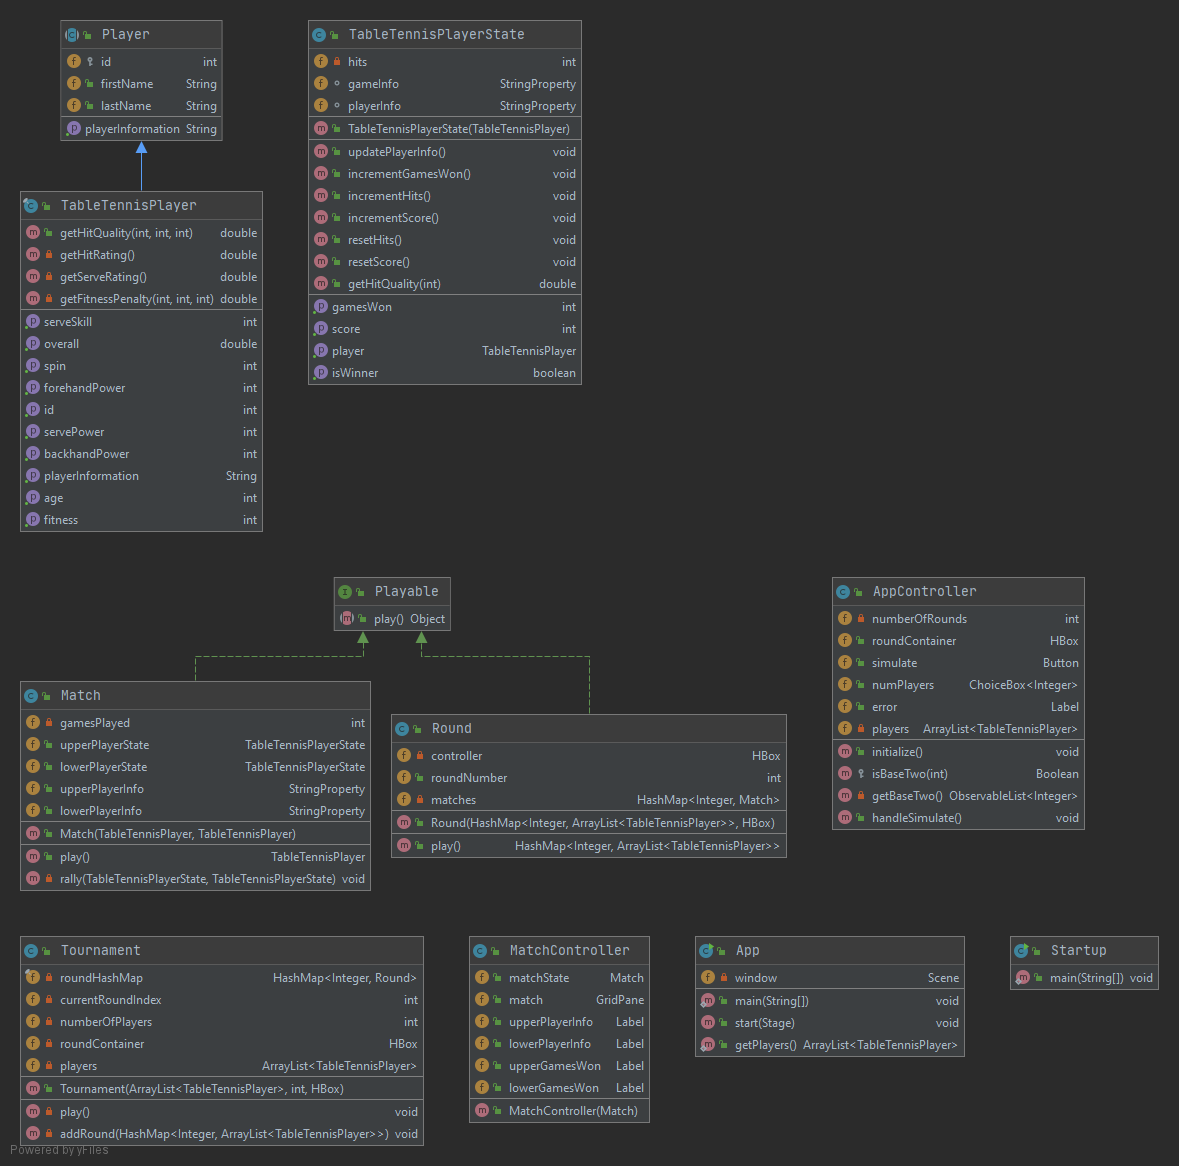 Player
id int
firstName String
lastName String
playerInformation String
TableTennisPlayerState
hits int
gameInfo StringProperty
playerInfo StringProperty
TableTennisPlayerState(TableTennisPlayer)
updatePlayerInfo() void
incrementGamesWon() void
incrementHits() void
incrementScore() void
resetHits() void
resetScore() void
getHitQuality(int) double
gamesWon int
score int
player TableTennisPlayer
isWinner boolean
TableTennisPlayer
getHitQuality(int, int, int) double
getHitRating() double
getServeRating() double
getFitnessPenalty(int, int, int) double
serveSkill int
overall double
spin int
forehandPower int
id int
servePower int
backhandPower int
playerInformation String
age int
fitness int
Playable
play() Object
AppController
numberOfRounds int
roundContainer HBox
simulate Button
numPlayers ChoiceBox<Integer>
error Label
players ArrayList<TableTennisPlayer>
initialize() void
isBaseTwo(int) Boolean
getBaseTwo() ObservableList<Integer>
handleSimulate() void
Match
gamesPlayed int
upperPlayerState TableTennisPlayerState
lowerPlayerState TableTennisPlayerState
upperPlayerInfo StringProperty
lowerPlayerInfo StringProperty
Match(TableTennisPlayer, TableTennisPlayer)
play() TableTennisPlayer
rally(TableTennisPlayerState, TableTennisPlayerState) void
Round
controller HBox
roundNumber int
matches HashMap<Integer, Match>
Round(HashMap<Integer, ArrayList<TableTennisPlayer>>, HBox)
play() HashMap<Integer, ArrayList<TableTennisPlayer>>
Tournament
roundHashMap HashMap<Integer, Round>
currentRoundIndex int
numberOfPlayers int
roundContainer HBox
players ArrayList<TableTennisPlayer>
Tournament(ArrayList<TableTennisPlayer>, int, HBox)
play() void
addRound(HashMap<Integer, ArrayList<TableTennisPlayer>>) void
MatchController
matchState Match
match GridPane
upperPlayerInfo Label
lowerPlayerInfo Label
upperGamesWon Label
lowerGamesWon Label
MatchController(Match)
App
window Scene
main(String[]) void
start(Stage) void
getPlayers() ArrayList<TableTennisPlayer>
Startup
main(String[]) void
Powered by yFiles